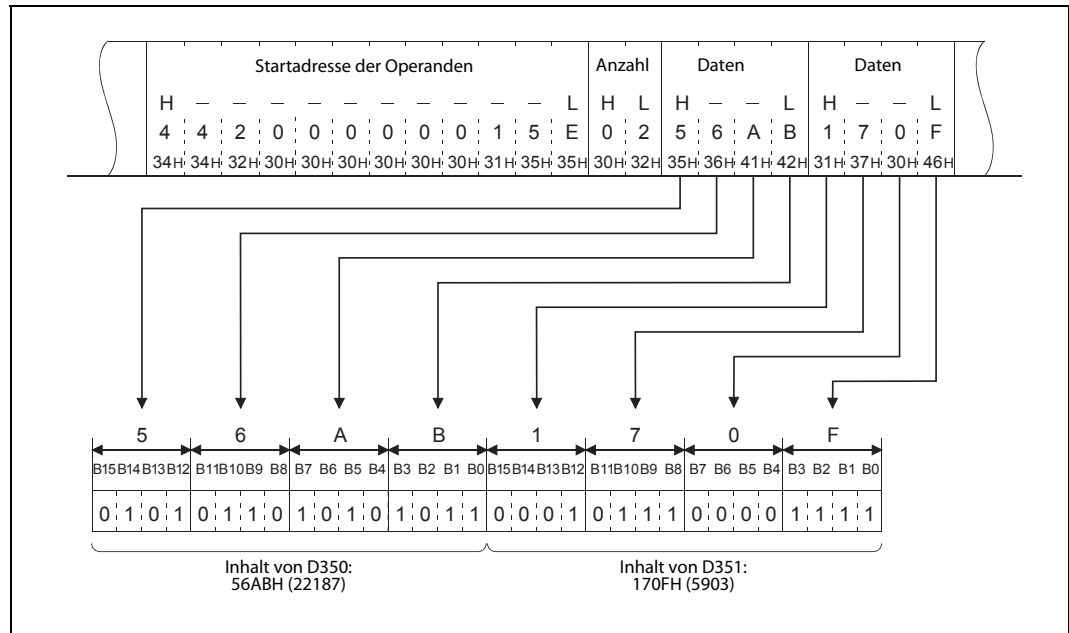 Startadresse der Operanden Anzahl Daten Daten
H – – – – – – – – – – L H L H – – L H – – L
4 4 2 0 0 0 0 0 0 1 5 E 0 2 5 6 A B 1 7 0 F
34H 34H 32H 30H 30H 30H 30H 30H 30H 31H 35H 35H 30H 32H 35H 36H 41H 42H 31H 37H 30H 46H
5 6 A B 1 7 0 F
B15 B14 B13 B12 B11 B10 B9 B8 B7 B6 B5 B4 B3 B2 B1 B0 B15 B14 B13 B12 B11 B10 B9 B8 B7 B6 B5 B4 B3 B2 B1 B0
0 1 0 1 0 1 1 0 1 0 1 0 1 0 1 1 0 0 0 1 0 1 1 1 0 0 0 0 1 1 1 1
Inhalt von D350: Inhalt von D351:
56ABH (22187) 170FH (5903)